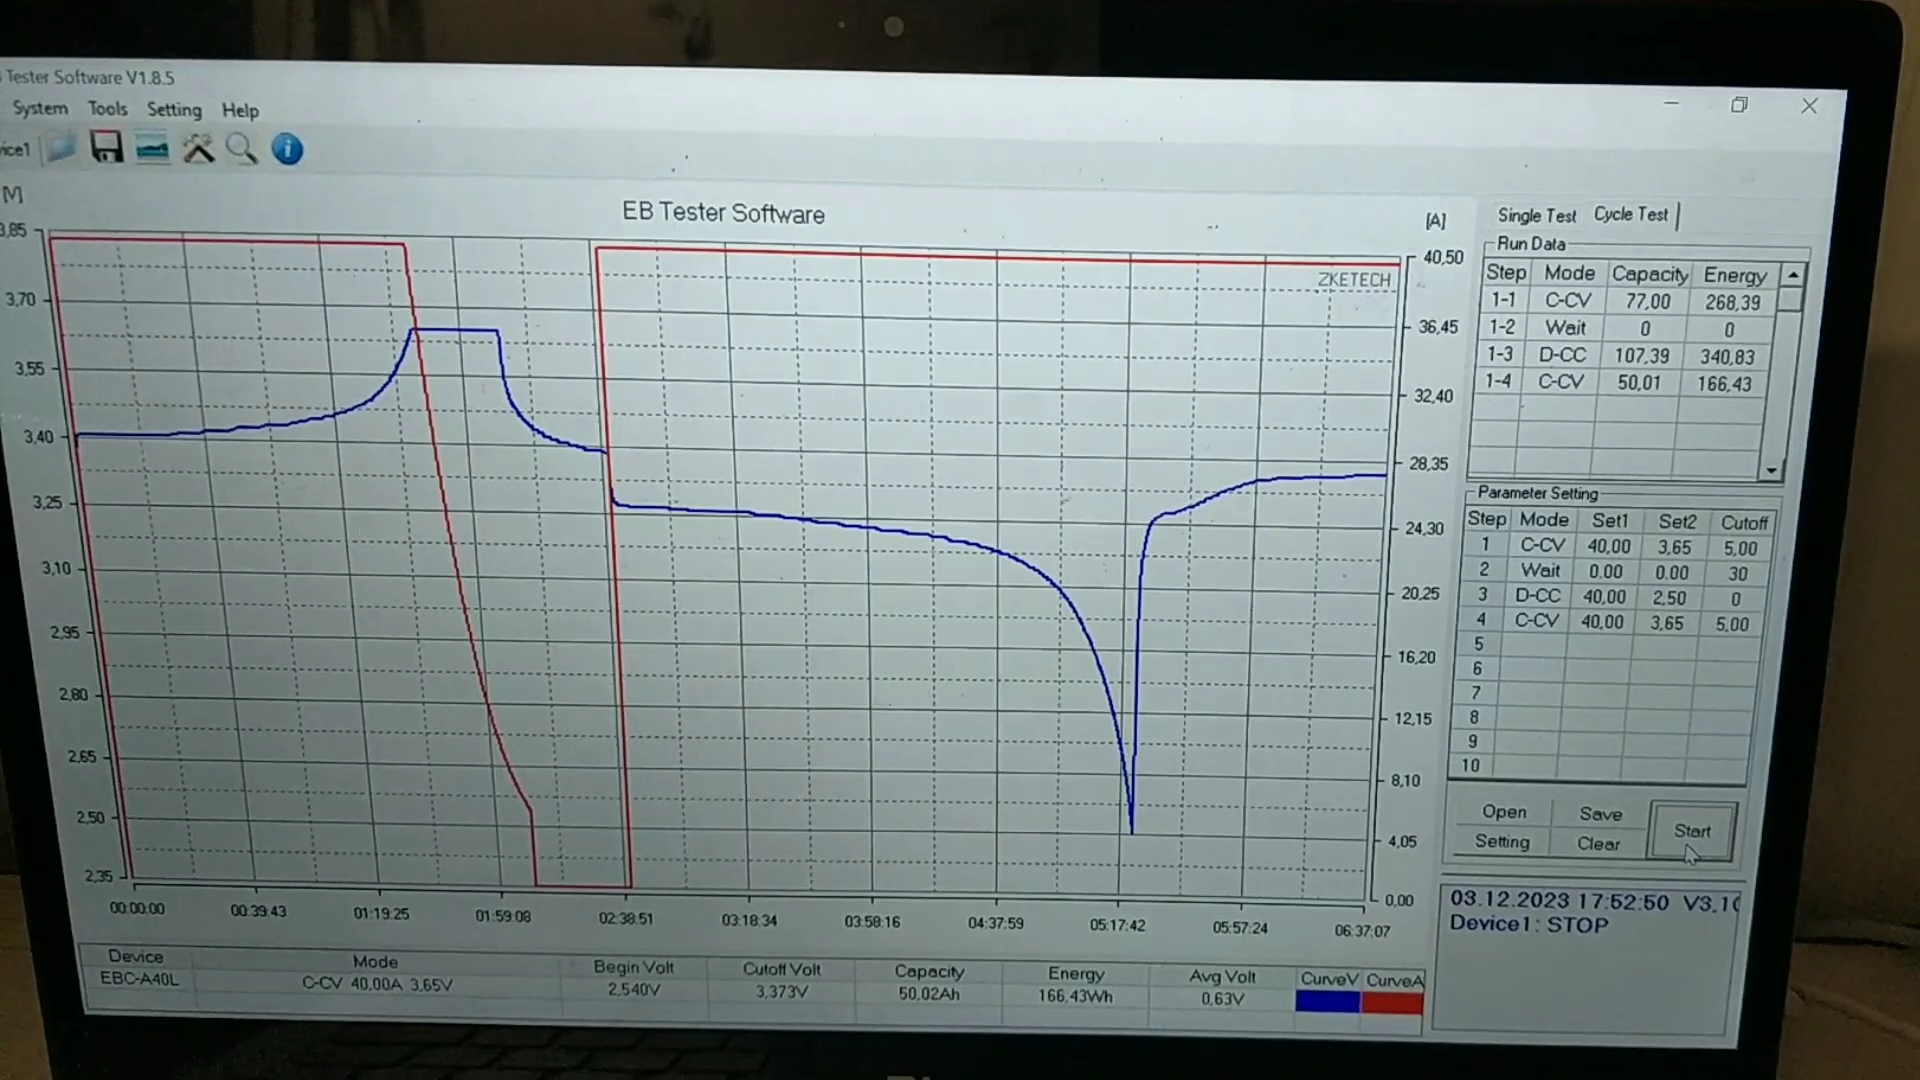 Tester Software V1.8.5
System Tools Setting Help
ice1
[V]
EB Tester Software
[A]
3,85
3,70
3,55
3,40
3,25
3,10
2,95
2,80
2,65
2,50
2,35
40,50
36,45
32,40
28,35
24,30
20,25
16,20
12,15
8,10
4,05
0,00
ZKETECH
00:00:00 00:39:43 01:19:25 01:59:08 02:38:51 03:18:34 03:58:16 04:37:59 05:17:42 05:57:24 06:37:07
Single Test Cycle Test
Run Data
Step Mode Capacity Energy
1-1 C-CV 77,00 268,39
1-2 Wait 0 0
1-3 D-CC 107,39 340,83
1-4 C-CV 50,01 166,43
Parameter Setting
Step Mode Set1 Set2 Cutoff
1 C-CV 40,00 3,65 5,00
2 Wait 0.00 0.00 30
3 D-CC 40,00 2,50 0
4 C-CV 40,00 3,65 5,00
5
6
7
8
9
10
Open Save Start
Setting Clear
03.12.2023 17:52:50 V3.1
Device1: STOP
Device Mode Begin Volt Cutoff Volt Capacity Energy Avg Volt CurveV CurveA
EBC-A40L C-CV 40,00A 3,65V 2,540V 3,373V 50,02Ah 166,43Wh 0,63V